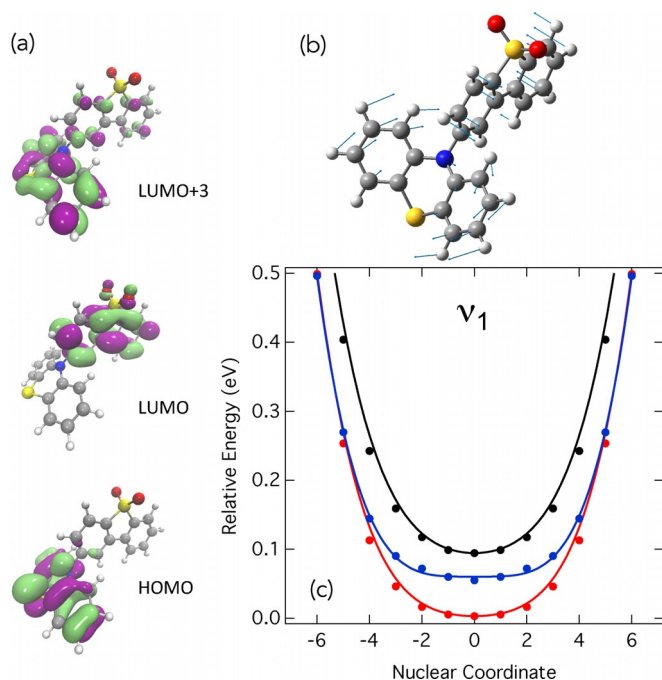 (a)
LUMO+3
LUMO
HOMO
(b)
ν1
0.5
0.4
0.3
0.2
0.1
0.0
Relative Energy (eV)
(c)
-6 -4 -2 0 2 4 6
Nuclear Coordinate